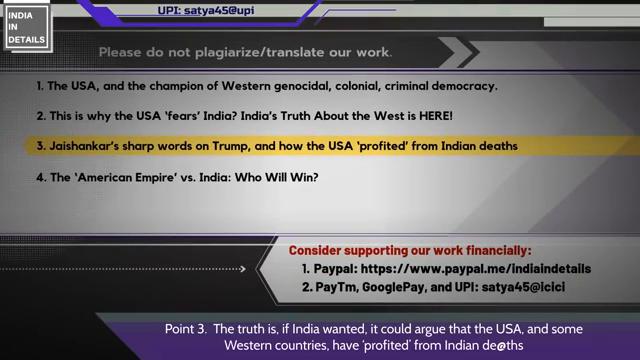 INDIA
IN
DETAILS
UPI: satya45@upi
Please do not plagiarize/translate our work.
1. The USA, and the champion of Western genocidal, colonial, criminal democracy.
2. This is why the USA ‘fears’ India? India’s Truth About the West is HERE!
3. Jaishankar’s sharp words on Trump, and how the USA ‘profited’ from Indian deaths
4. The ‘American Empire’ vs. India: Who Will Win?
Consider supporting our work financially:
1. Paypal: https://www.paypal.me/indiaindetails
2. PayTm, GooglePay, and UPI: satya45@icici
Point 3. The truth is, if India wanted, it could argue that the USA, and some
Western countries, have ‘profited’ from Indian de@ths